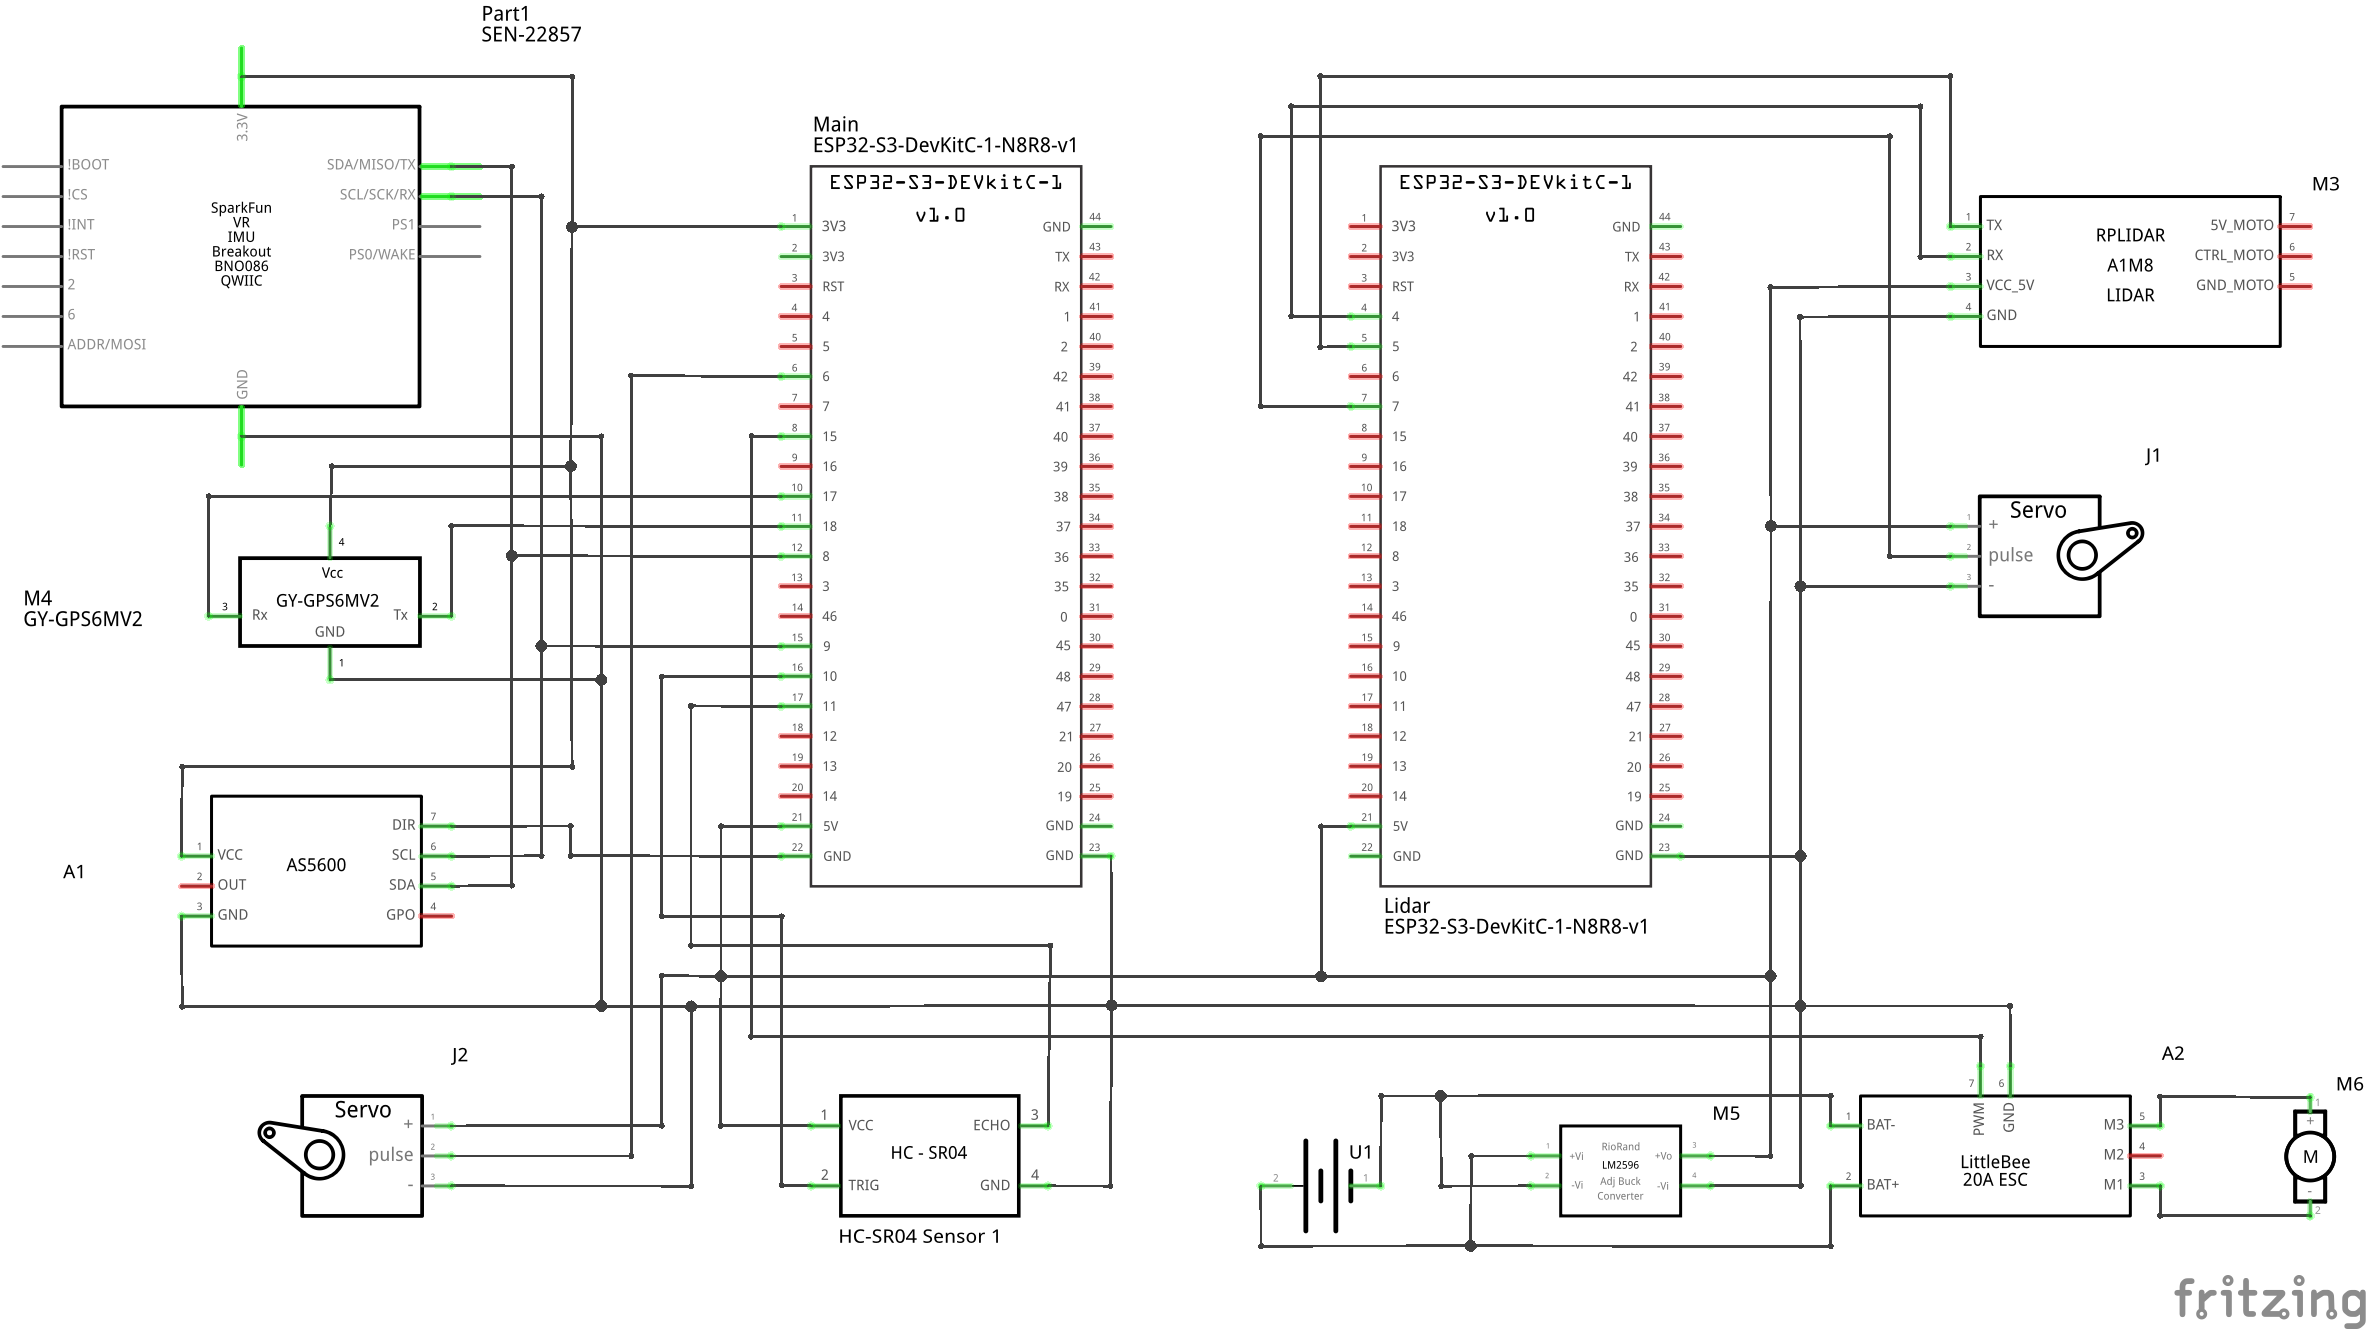 Part1
SEN-22857
3.3V
!BOOT
!CS
!INT
!RST
2
6
ADDR/MOSI
SDA/MISO/TX
SCL/SCK/RX
PS1
PS0/WAKE
SparkFun
VR
IMU
Breakout
BNO086
QWIIC
GND
M4
GY-GPS6MV2
4
Vcc
3 Rx GY-GPS6MV2 Tx 2
GND
1
A1
AS5600
1 VCC
2 OUT
3 GND
DIR 7
SCL 6
SDA 5
GPO 4
J2
Servo
+ 1
pulse 2
- 3
Main
ESP32-S3-DevKitC-1-N8R8-v1
ESP32-S3-DEVkitC-1
v1.0
1 3V3 GND 44
2 3V3 TX 43
3 RST RX 42
4 4 1 41
5 5 2 40
6 6 42 39
7 7 41 38
8 15 40 37
9 16 39 36
10 17 38 35
11 18 37 34
12 8 36 33
13 3 35 32
14 46 0 31
15 9 45 30
16 10 48 29
17 11 47 28
18 12 21 27
19 13 20 26
20 14 19 25
21 5V GND 24
22 GND GND 23
1 VCC ECHO 3
HC - SR04
2 TRIG GND 4
HC-SR04 Sensor 1
ESP32-S3-DEVkitC-1
v1.0
1 3V3 GND 44
2 3V3 TX 43
3 RST RX 42
4 4 1 41
5 5 2 40
6 6 42 39
7 7 41 38
8 15 40 37
9 16 39 36
10 17 38 35
11 18 37 34
12 8 36 33
13 3 35 32
14 46 0 31
15 9 45 30
16 10 48 29
17 11 47 28
18 12 21 27
19 13 20 26
20 14 19 25
21 5V GND 24
22 GND GND 23
Lidar
ESP32-S3-DevKitC-1-N8R8-v1
M3
1 TX 5V_MOTO 7
2 RX CTRL_MOTO 6
3 VCC_5V GND_MOTO 5
4 GND
RPLIDAR
A1M8
LIDAR
J1
Servo
1 +
2 pulse
3 -
U1
2 1
M5
RioRand
LM2596
Adj Buck
Converter
1 +Vi +Vo 3
2 -Vi -Vi 4
A2
7 6
PWM GND
1 BAT- M3 5
M2 4
2 BAT+ M1 3
LittleBee
20A ESC
M6
1
+
M
-
2
fritzing